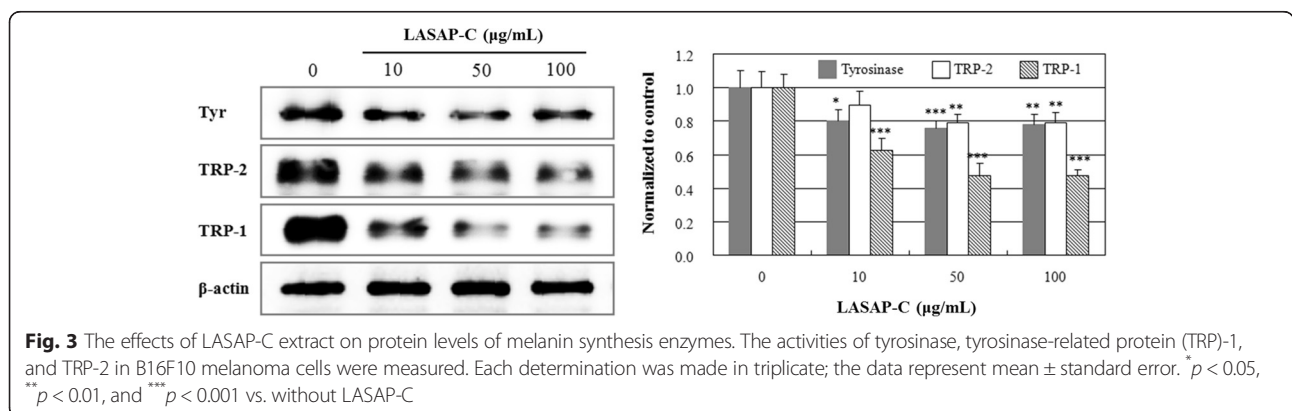 LASAP-C (µg/mL)
0 10 50 100
Tyr
TRP-2
TRP-1
β-actin
1.2
1.0
0.8
0.6
0.4
0.2
0.0
Normalized to control
Tyrosinase TRP-2 TRP-1
* *** *** ** *** ** ** ***
0 10 50 100
LASAP-C (µg/mL)
Fig. 3 The effects of LASAP-C extract on protein levels of melanin synthesis enzymes. The activities of tyrosinase, tyrosinase-related protein (TRP)-1,
and TRP-2 in B16F10 melanoma cells were measured. Each determination was made in triplicate; the data represent mean ± standard error. *p < 0.05,
**p < 0.01, and ***p < 0.001 vs. without LASAP-C